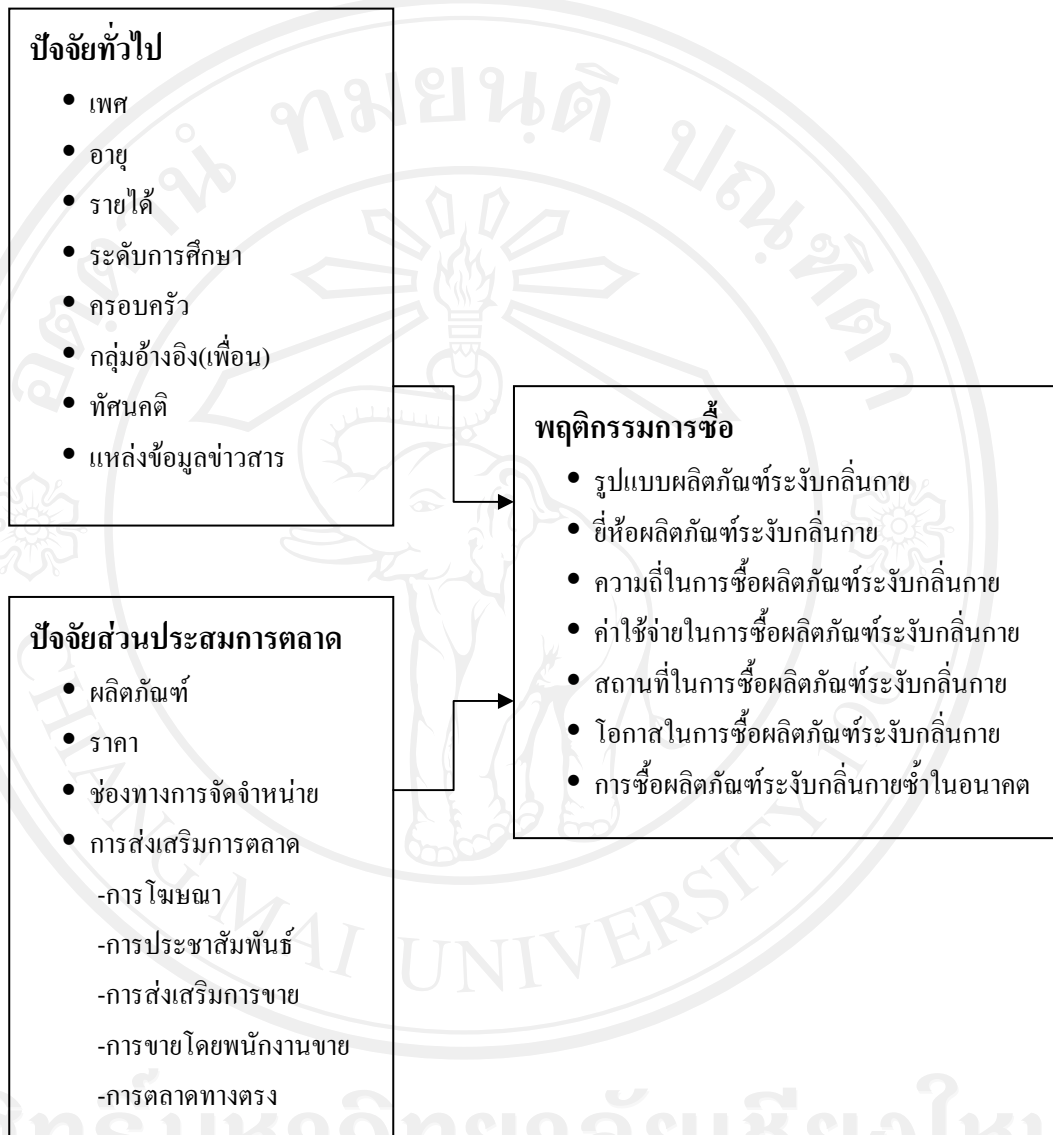 ปัจจัยทั่วไป
• เพศ
• อายุ
• รายได้
• ระดับการศึกษา
• ครอบครัว
• กลุ่มอ้างอิง(เพื่อน)
• ทัศนคติ
• แหล่งข้อมูลข่าวสาร
ปัจจัยส่วนประสมการตลาด
• ผลิตภัณฑ์
• ราคา
• ช่องทางการจัดจำหน่าย
• การส่งเสริมการตลาด
-การโฆษณา
-การประชาสัมพันธ์
-การส่งเสริมการขาย
-การขายโดยพนักงานขาย
-การตลาดทางตรง
พฤติกรรมการซื้อ
• รูปแบบผลิตภัณฑ์ระงับกลิ่นกาย
• ยี่ห้อผลิตภัณฑ์ระงับกลิ่นกาย
• ความถี่ในการซื้อผลิตภัณฑ์ระงับกลิ่นกาย
• ค่าใช้จ่ายในการซื้อผลิตภัณฑ์ระงับกลิ่นกาย
• สถานที่ในการซื้อผลิตภัณฑ์ระงับกลิ่นกาย
• โอกาสในการซื้อผลิตภัณฑ์ระงับกลิ่นกาย
• การซื้อผลิตภัณฑ์ระงับกลิ่นกายซ้ำในอนาคต
อตฺตานํ ทมยนฺติ ปณฺฑิตา
CHIANG MAI UNIVERSITY 1964